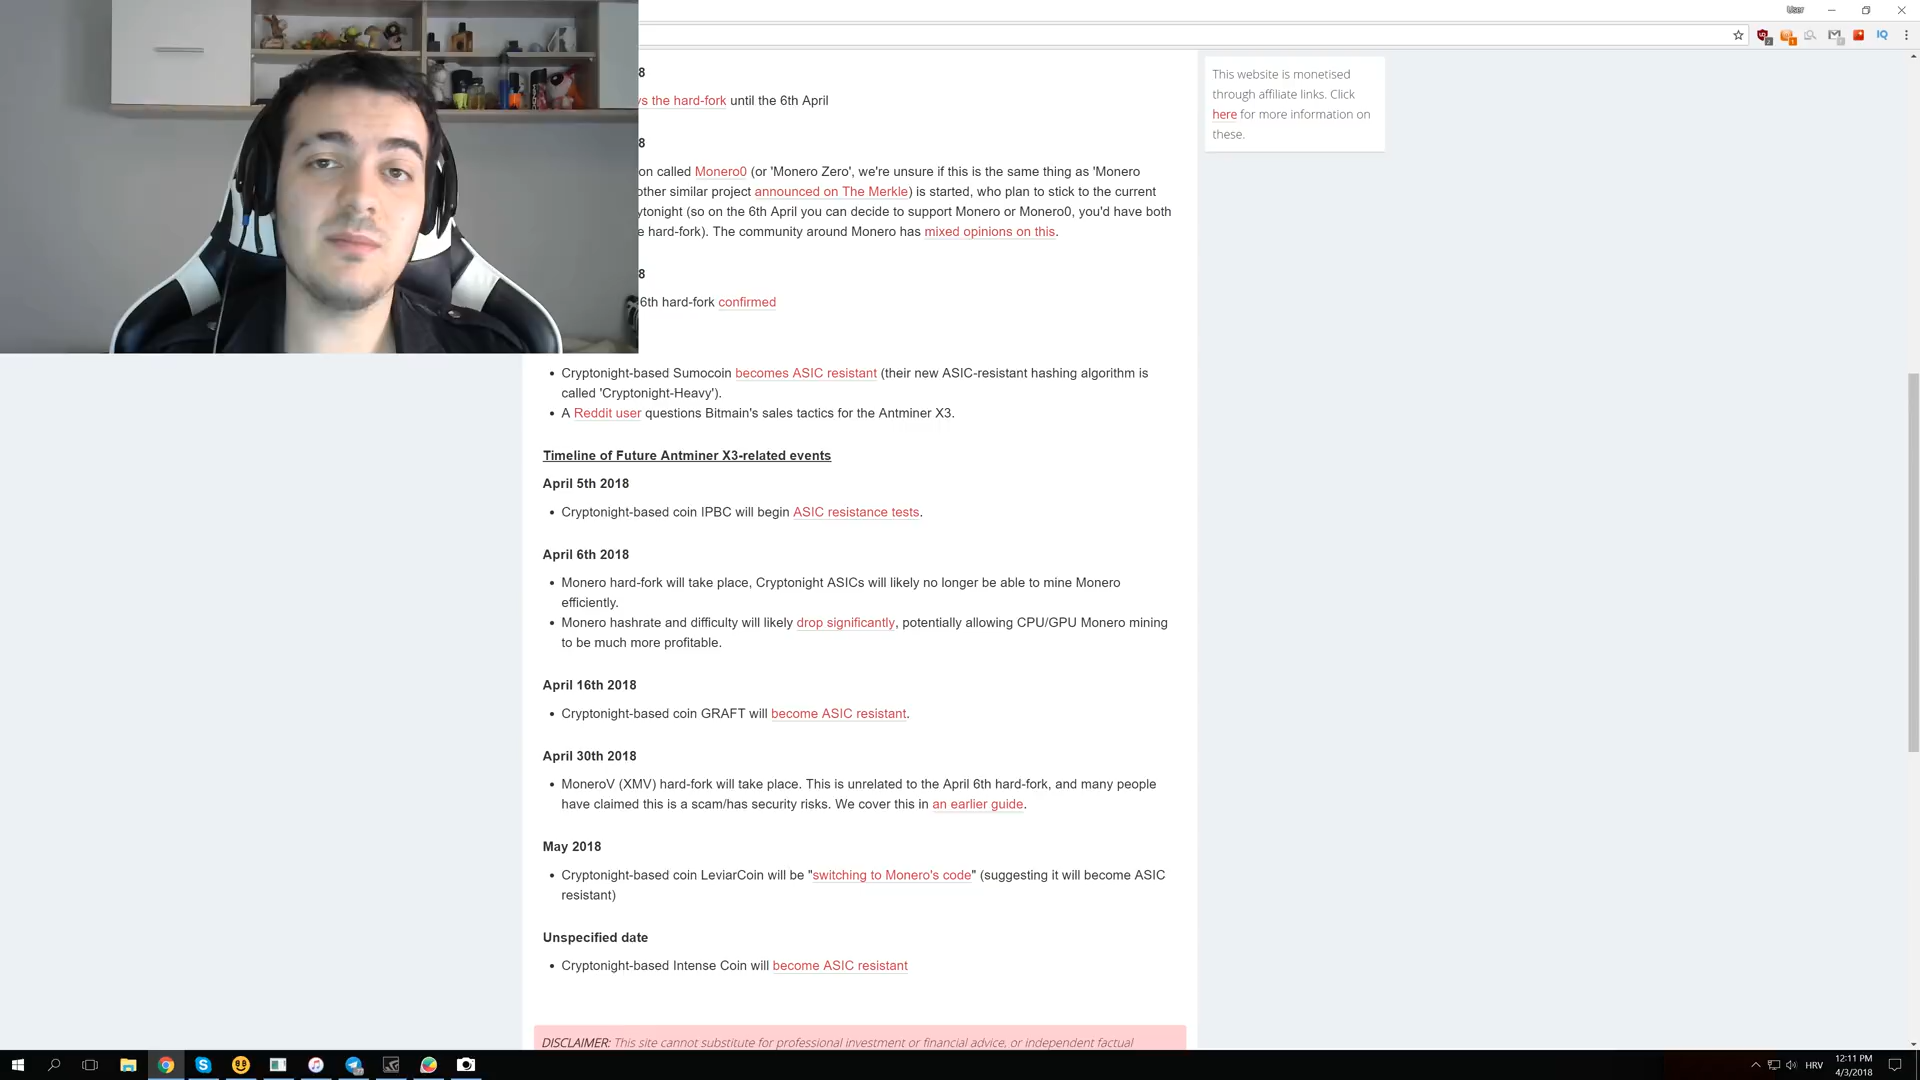 User
This website is monetised
through affiliate links. Click
here for more information on
these.
8
ys the hard-fork until the 6th April
8
on called Monero0 (or 'Monero Zero', we're unsure if this is the same thing as 'Monero
other similar project announced on The Merkle) is started, who plan to stick to the current
ytonight (so on the 6th April you can decide to support Monero or Monero0, you'd have both
e hard-fork). The community around Monero has mixed opinions on this.
8
6th hard-fork confirmed
• Cryptonight-based Sumocoin becomes ASIC resistant (their new ASIC-resistant hashing algorithm is
called 'Cryptonight-Heavy').
• A Reddit user questions Bitmain's sales tactics for the Antminer X3.
Timeline of Future Antminer X3-related events
April 5th 2018
• Cryptonight-based coin IPBC will begin ASIC resistance tests.
April 6th 2018
• Monero hard-fork will take place, Cryptonight ASICs will likely no longer be able to mine Monero
efficiently.
• Monero hashrate and difficulty will likely drop significantly, potentially allowing CPU/GPU Monero mining
to be much more profitable.
April 16th 2018
• Cryptonight-based coin GRAFT will become ASIC resistant.
April 30th 2018
• MoneroV (XMV) hard-fork will take place. This is unrelated to the April 6th hard-fork, and many people
have claimed this is a scam/has security risks. We cover this in an earlier guide.
May 2018
• Cryptonight-based coin LeviarCoin will be "switching to Monero's code" (suggesting it will become ASIC
resistant)
Unspecified date
• Cryptonight-based Intense Coin will become ASIC resistant
DISCLAIMER: This site cannot substitute for professional investment or financial advice, or independent factual
HRV
12:11 PM
4/3/2018